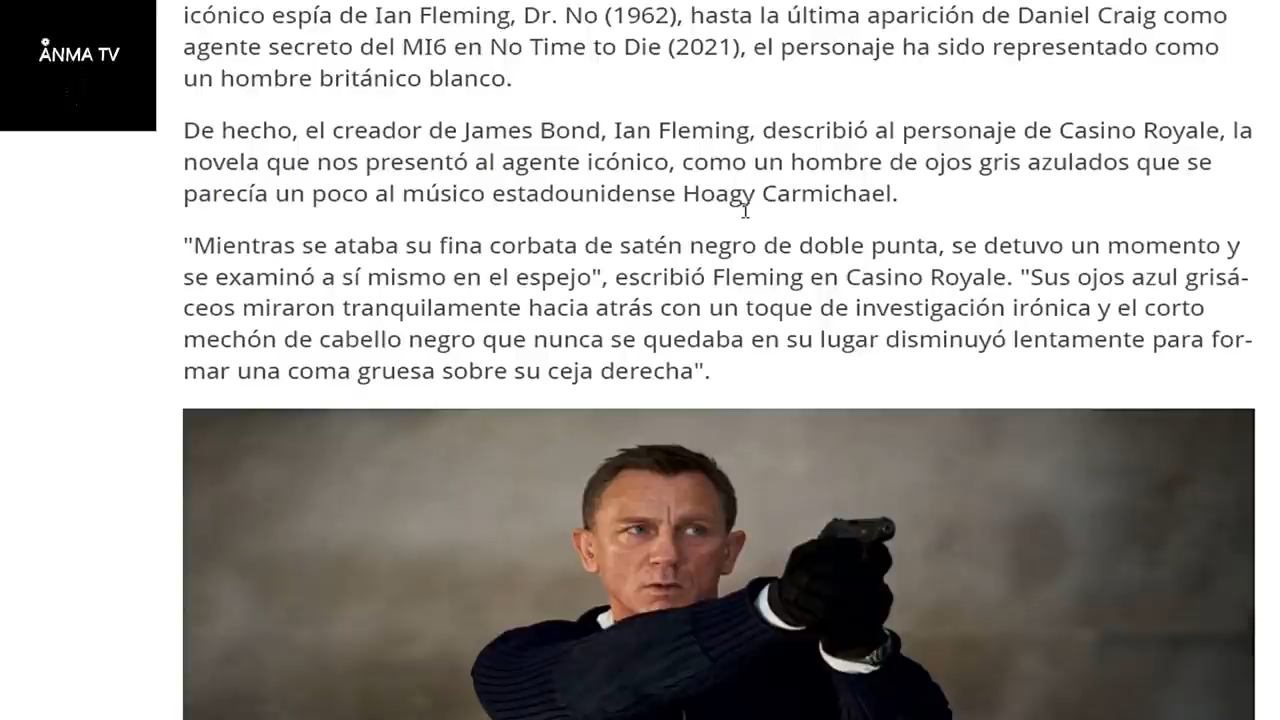 ANMA TV
icónico espía de Ian Fleming, Dr. No (1962), hasta la última aparición de Daniel Craig como
agente secreto del MI6 en No Time to Die (2021), el personaje ha sido representado como
un hombre británico blanco.
De hecho, el creador de James Bond, Ian Fleming, describió al personaje de Casino Royale, la
novela que nos presentó al agente icónico, como un hombre de ojos gris azulados que se
parecía un poco al músico estadounidense Hoagy Carmichael.
"Mientras se ataba su fina corbata de satén negro de doble punta, se detuvo un momento y
se examinó a sí mismo en el espejo", escribió Fleming en Casino Royale. "Sus ojos azul grisá-
ceos miraron tranquilamente hacia atrás con un toque de investigación irónica y el corto
mechón de cabello negro que nunca se quedaba en su lugar disminuyó lentamente para for-
mar una coma gruesa sobre su ceja derecha".